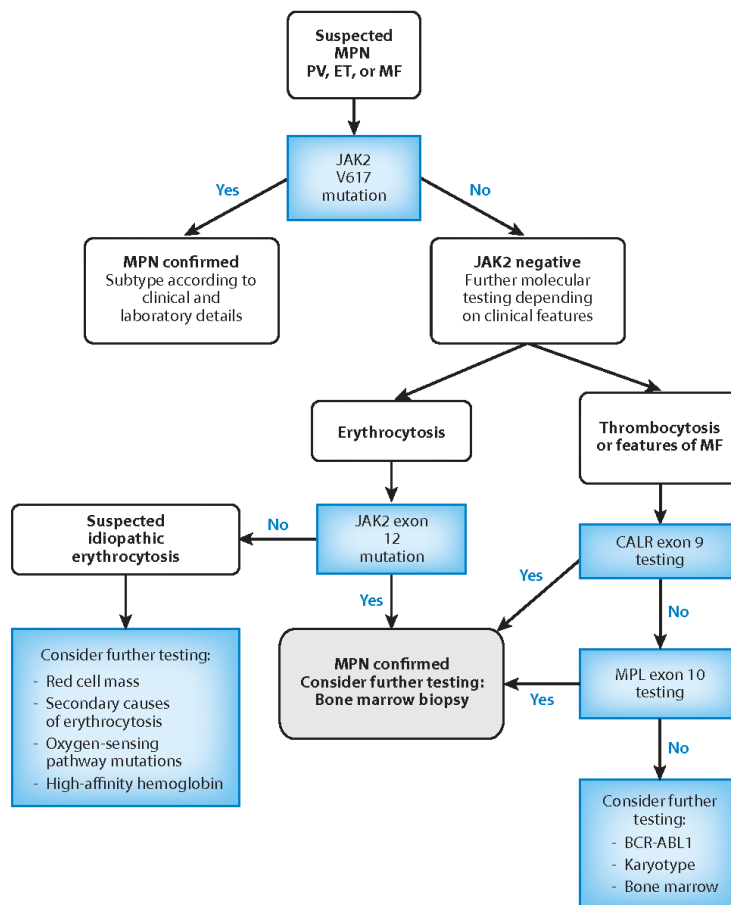 Suspected
MPN
PV, ET, or MF
JAK2
V617
mutation
Yes
No
MPN confirmed
Subtype according to
clinical and
laboratory details
JAK2 negative
Further molecular
testing depending
on clinical features
Erythrocytosis
Thrombocytosis
or features of MF
Suspected
idiopathic
erythrocytosis
No
JAK2 exon
12
mutation
CALR exon 9
testing
Yes
Yes
No
Consider further testing:
- Red cell mass
- Secondary causes
of erythrocytosis
- Oxygen-sensing
pathway mutations
- High-affinity hemoglobin
MPN confirmed
Consider further testing:
Bone marrow biopsy
Yes
MPL exon 10
testing
No
Consider further
testing:
- BCR-ABL1
- Karyotype
- Bone marrow